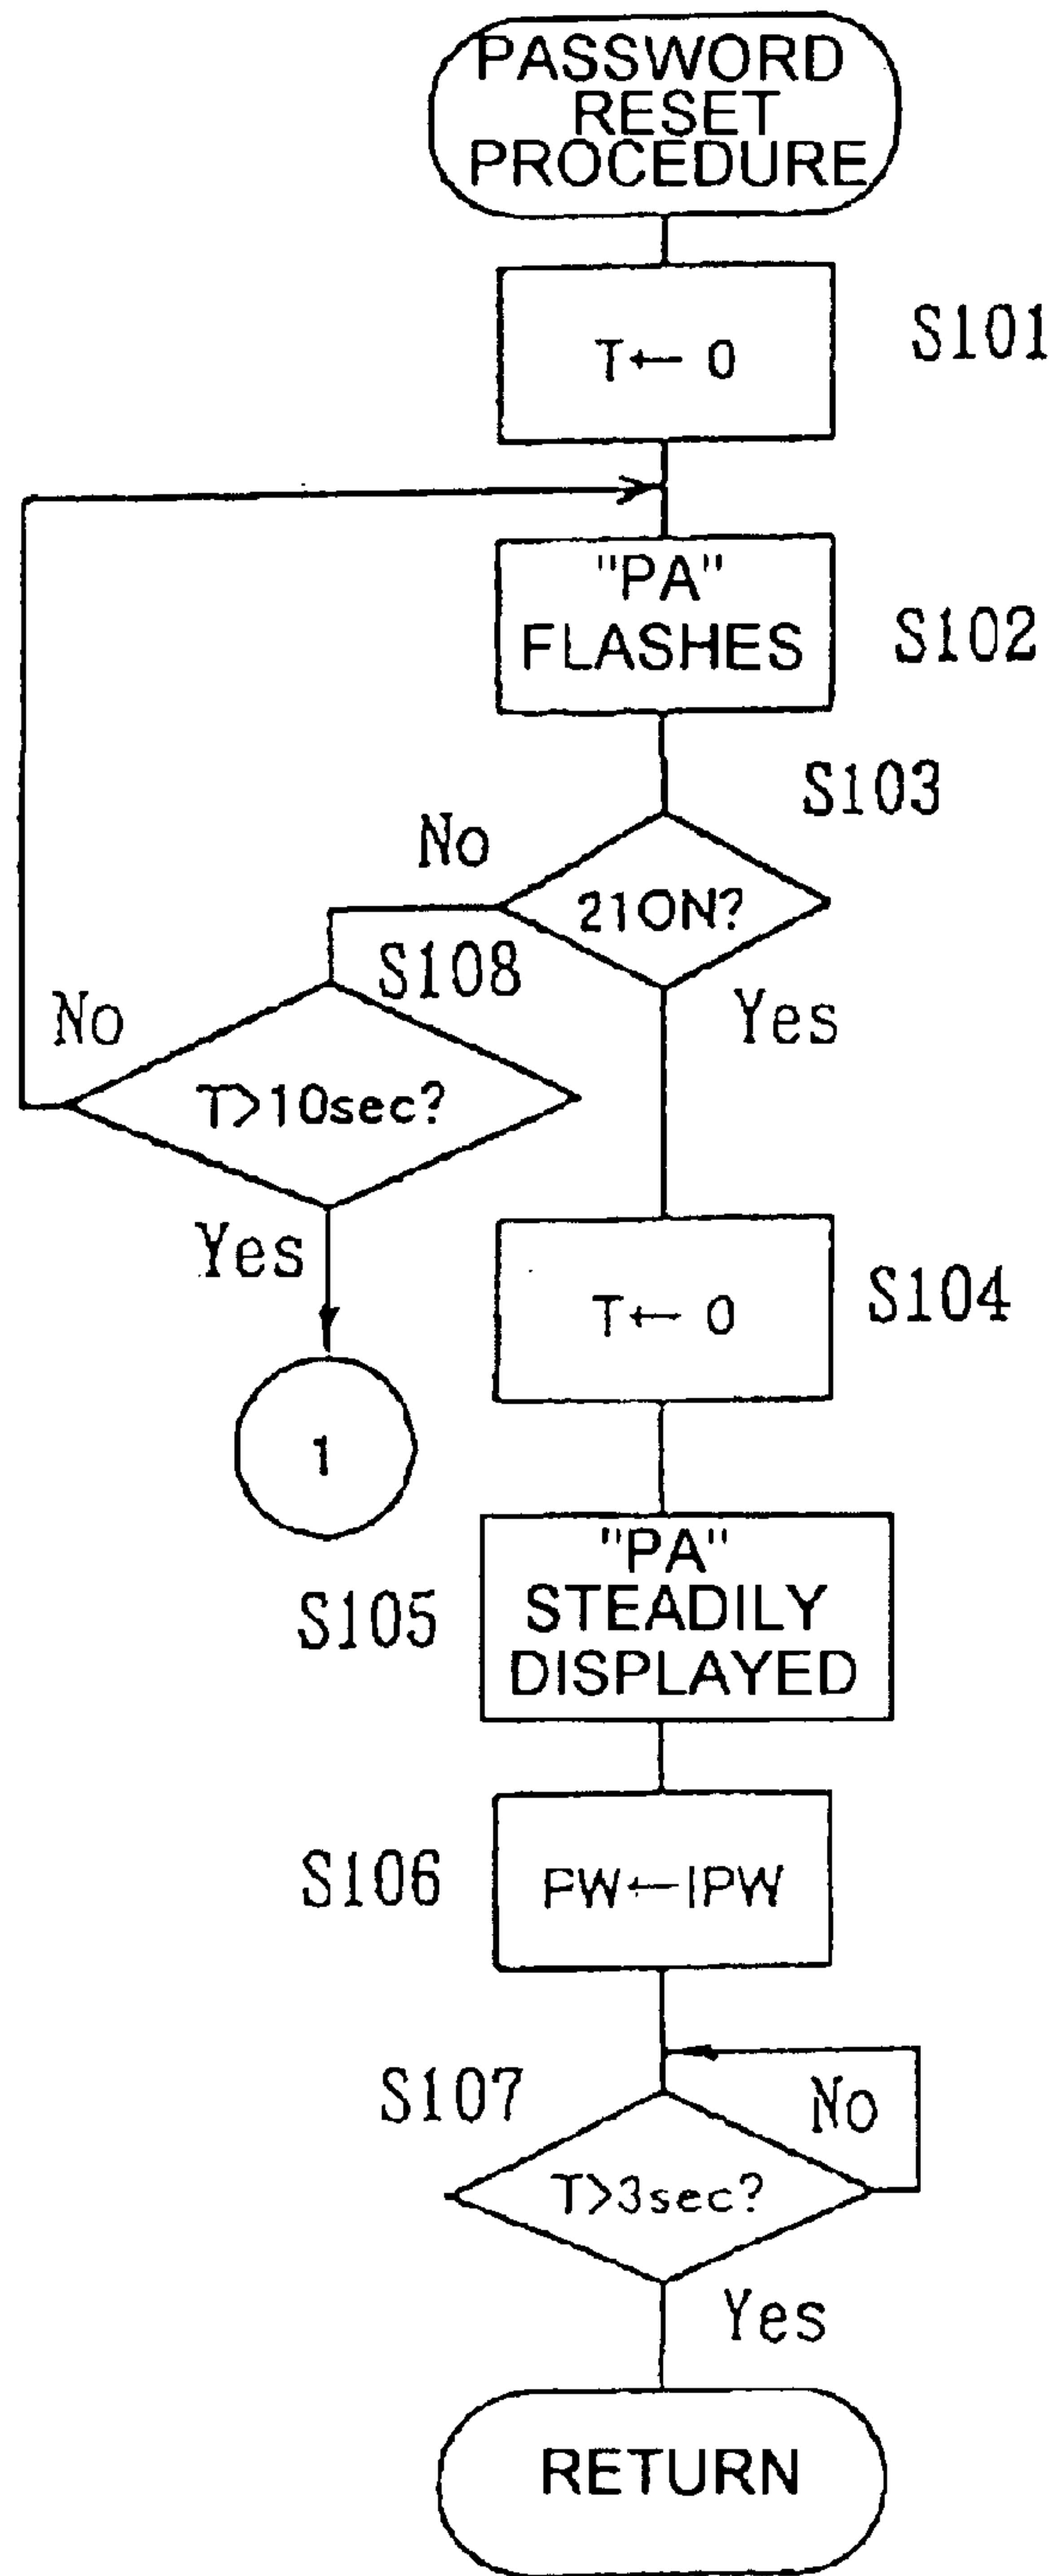 PASSWORD
RESET
PROCEDURE
T← 0
S101
"PA"
FLASHES
S102
S103
No
21ON?
S108
No
Yes
T>10sec?
Yes
T← 0
S104
1
"PA"
STEADILY
DISPLAYED
S105
S106
PW←IPW
S107
No
T>3sec?
Yes
RETURN